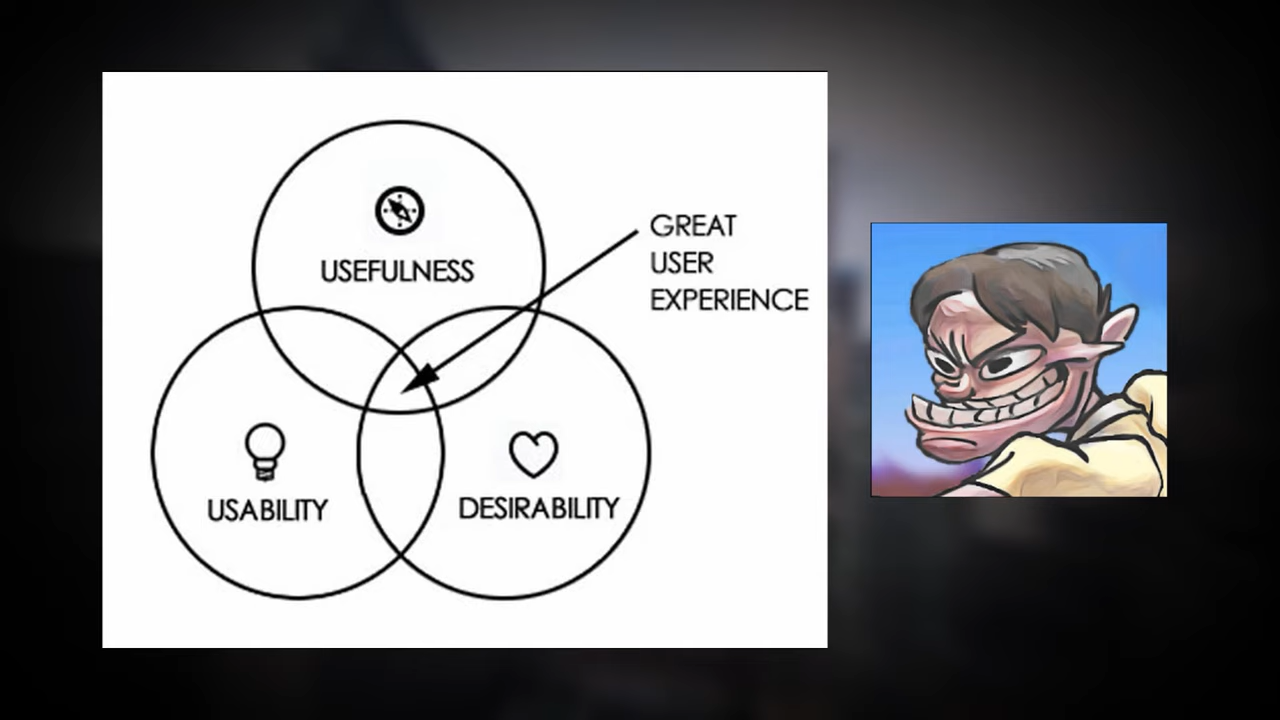 USEFULNESS
GREAT
USER
EXPERIENCE
USABILITY
DESIRABILITY